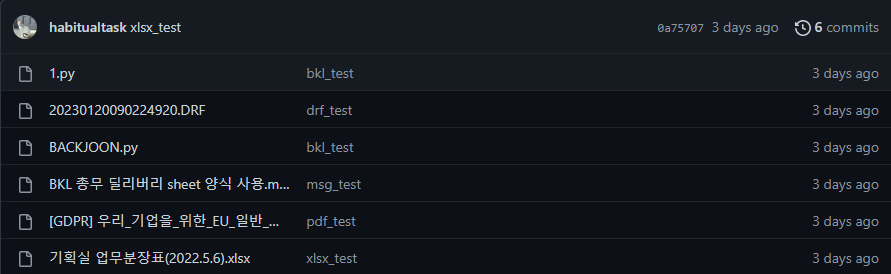 habitualtask xlsx_test 0a75707 3 days ago 6 commits
1.py bkl_test 3 days ago
20230120090224920.DRF drf_test 3 days ago
BACKJOON.py bkl_test 3 days ago
BKL 총무 딜리버리 sheet 양식 사용.m... msg_test 3 days ago
[GDPR] 우리_기업을_위한_EU_일반_... pdf_test 3 days ago
기획실 업무분장표(2022.5.6).xlsx xlsx_test 3 days ago